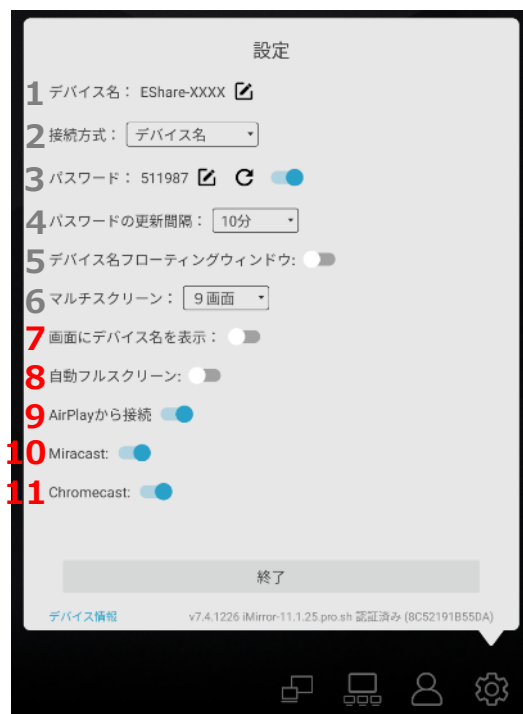 設定
1 デバイス名： EShare-XXXX
2 接続方式： デバイス名
3 パスワード： 511987
4 パスワードの更新間隔： 10分
5 デバイス名フローティングウィンドウ:
6 マルチスクリーン： 9画面
7 画面にデバイス名を表示：
8 自動フルスクリーン:
9 AirPlayから接続
10 Miracast:
11 Chromecast:
終了
デバイス情報 v7.4.1226 iMirror-11.1.25.pro.sh 認証済み (8C52191B55DA)